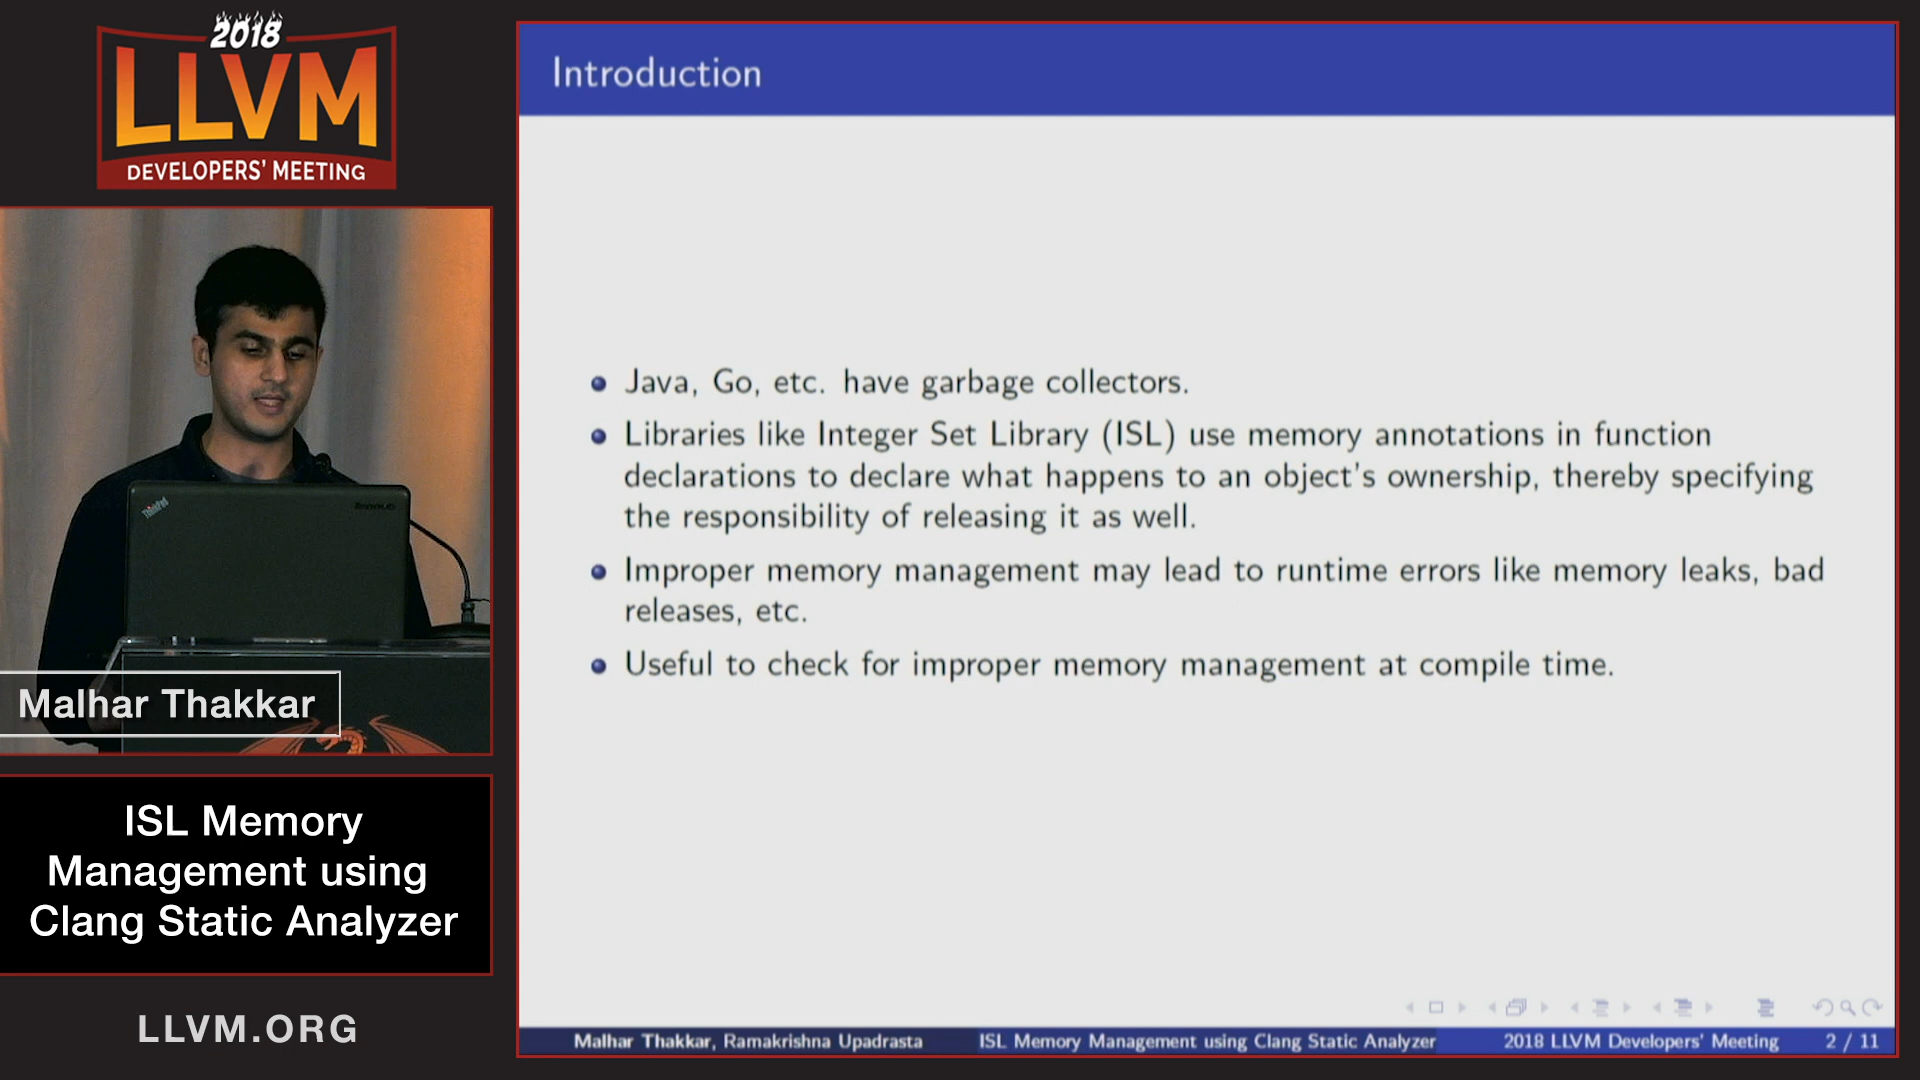 2018
LLVM
DEVELOPERS' MEETING
ThinkPad
lenovo
Malhar Thakkar
ISL Memory
Management using
Clang Static Analyzer
LLVM.ORG
Introduction
Java, Go, etc. have garbage collectors.
Libraries like Integer Set Library (ISL) use memory annotations in function
declarations to declare what happens to an object's ownership, thereby specifying
the responsibility of releasing it as well.
Improper memory management may lead to runtime errors like memory leaks, bad
releases, etc.
Useful to check for improper memory management at compile time.
Malhar Thakkar, Ramakrishna Upadrasta ISL Memory Management using Clang Static Analyzer 2018 LLVM Developers' Meeting 2 / 11